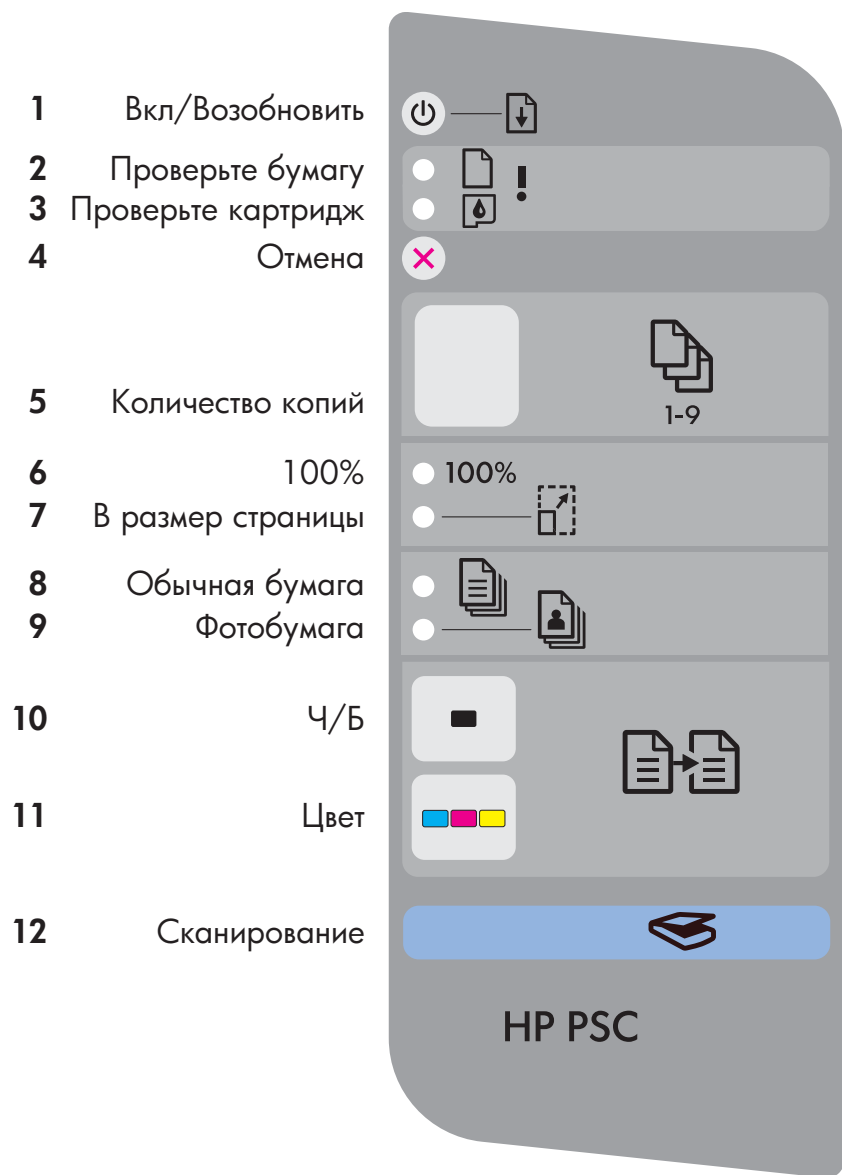 1 Вкл/Возобновить
2 Проверьте бумагу
3 Проверьте картридж
4 Отмена
5 Количество копий
1-9
6 100% 100%
7 В размер страницы
8 Обычная бумага
9 Фотобумага
10 Ч/Б
11 Цвет
12 Сканирование
HP PSC